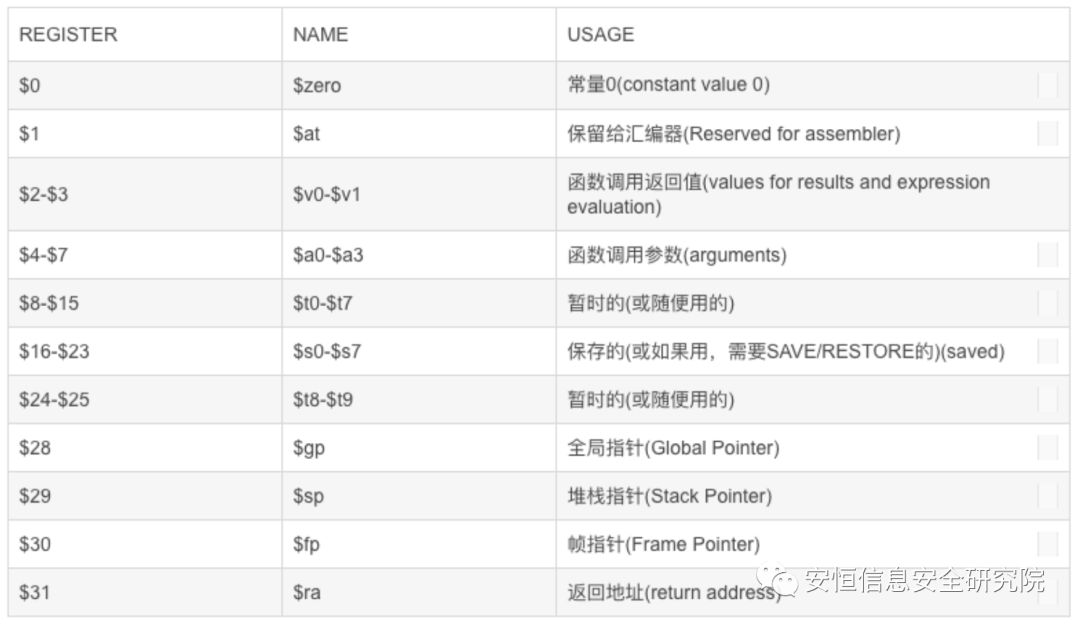 REGISTER NAME USAGE
$0 $zero 常量0(constant value 0)
$1 $at 保留给汇编器(Reserved for assembler)
$2-$3 $v0-$v1 函数调用返回值(values for results and expression
evaluation)
$4-$7 $a0-$a3 函数调用参数(arguments)
$8-$15 $t0-$t7 暂时的(或随便用的)
$16-$23 $s0-$s7 保存的(或如果用，需要SAVE/RESTORE的)(saved)
$24-$25 $t8-$t9 暂时的(或随便用的)
$28 $gp 全局指针(Global Pointer)
$29 $sp 堆栈指针(Stack Pointer)
$30 $fp 帧指针(Frame Pointer)
$31 $ra 返回地址(return address)
安恒信息安全研究院